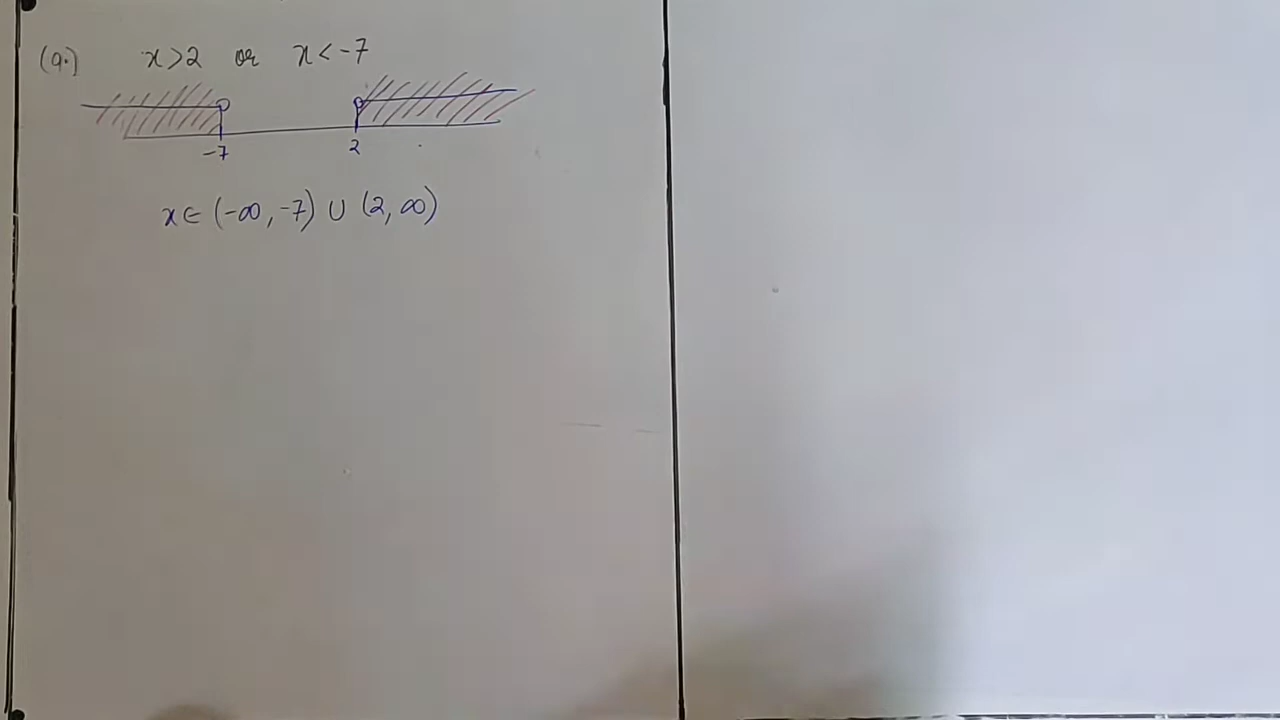 (9.) x>2 or x<-7
-7 2
x∈ (-∞, -7) ∪ (2, ∞)